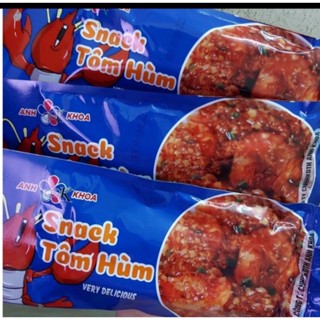 Snack
Tôm Hùm
ANH KHOA
Snack
ANH KHOA
Snack
Tôm Hùm
VERY DELICIOUS